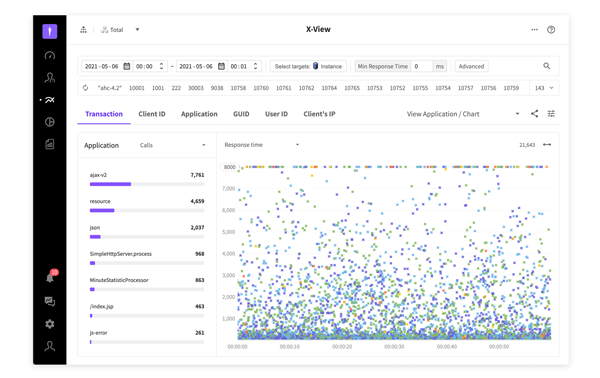 Total
X-View
2021 - 05 - 06 00 : 00 ~ 2021 - 05 - 06 00 : 01 Select targets: Instance Min Response Time 0 ms Advanced
"ahc-4.2" 10001 1001 222 30003 9038 10758 10760 10761 10762 10764 10765 10753 10752 10755 10754 10757 10756 10759 143
Transaction Client ID Application GUID User ID Client's IP View Application / Chart
Application Calls
ajax-v2 7,761
resource 4,659
json 2,037
SimpleHttpServer.process 968
MinuteStatisticProcessor 863
/index.jsp 463
js-error 261
Response time 21,643
8000
7,000
6,000
5,000
4,000
3,000
2,000
1,000
00:00:00 00:00:10 00:00:20 00:00:30 00:00:40 00:00:50